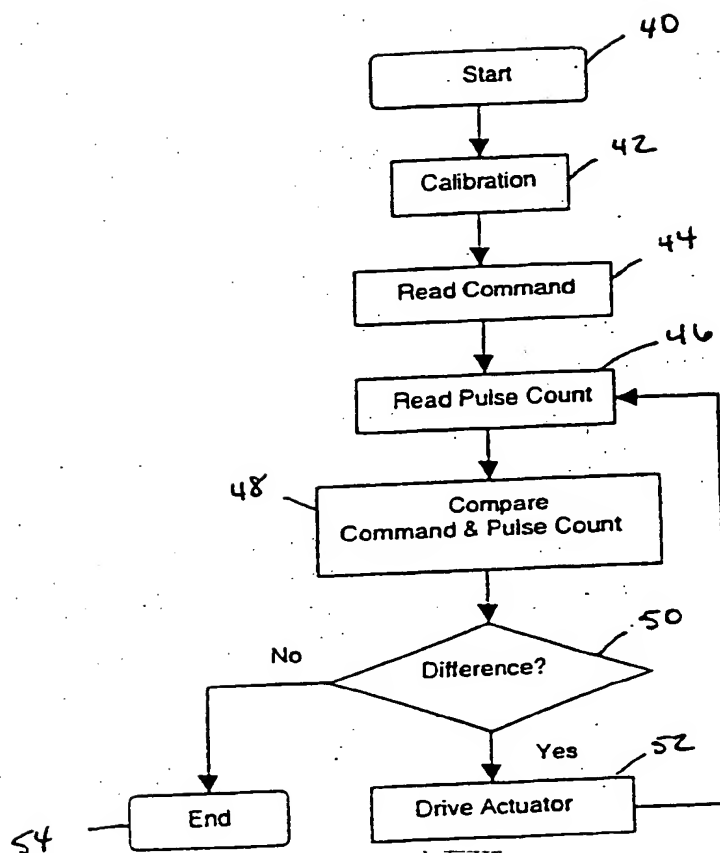 40
Start
42
Calibration
44
Read Command
46
Read Pulse Count
48
Compare
Command & Pulse Count
50
Difference?
No
Yes
52
Drive Actuator
End
54